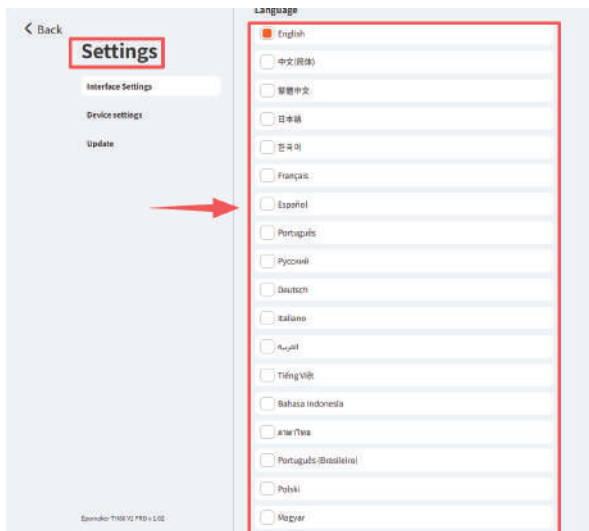 Back
Settings
Interface Settings
Device settings
Update
Language
English
中文(简体)
繁體中文
日本語
한국어
Français
Español
Português
Русский
Deutsch
Italiano
العربية
Tiếng Việt
Bahasa Indonesia
ภาษาไทย
Português (Brasileiro)
Polski
Magyar